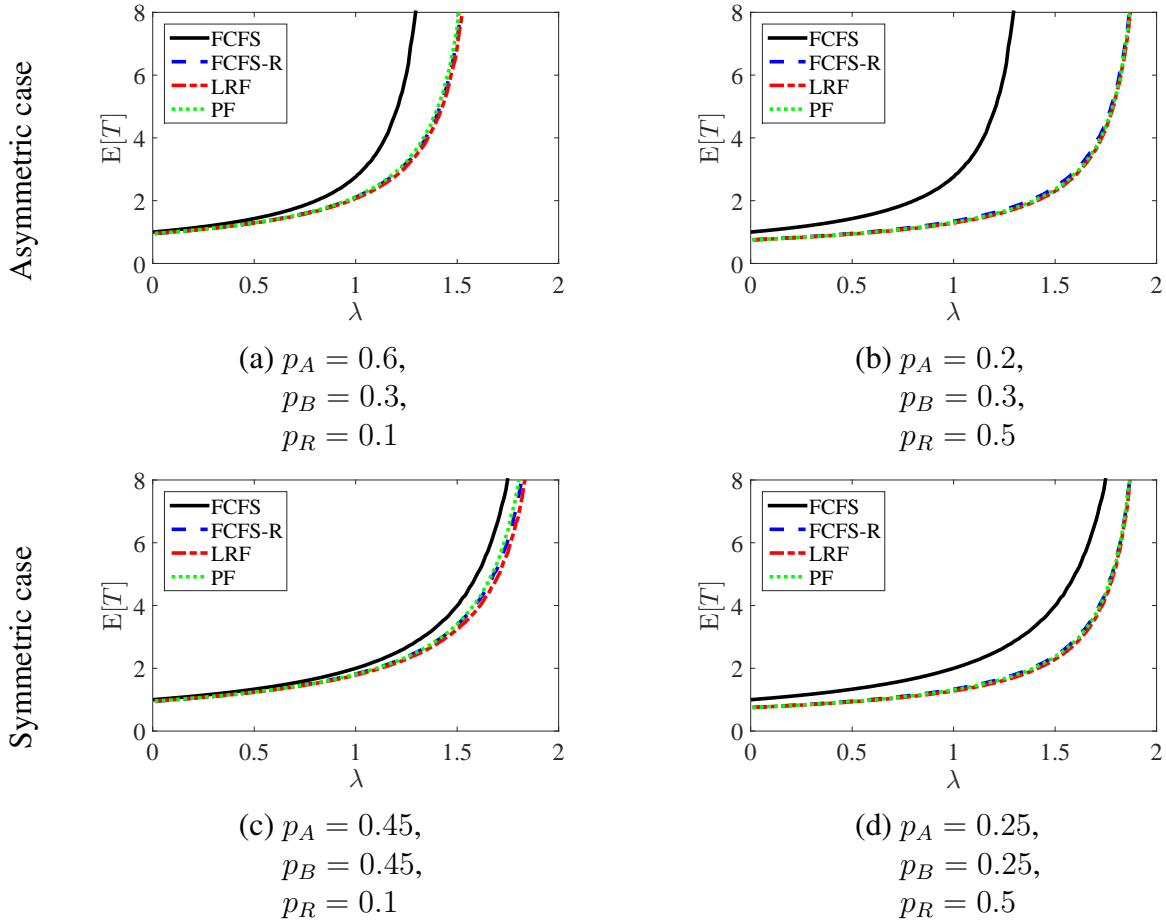 Asymmetric case
E[T]
8
6
4
2
0
FCFS
FCFS-R
LRF
PF
0 0.5 1 1.5 2
λ
(a) p_A = 0.6,
p_B = 0.3,
p_R = 0.1
E[T]
8
6
4
2
0
FCFS
FCFS-R
LRF
PF
0 0.5 1 1.5 2
λ
(b) p_A = 0.2,
p_B = 0.3,
p_R = 0.5
Symmetric case
E[T]
8
6
4
2
0
FCFS
FCFS-R
LRF
PF
0 0.5 1 1.5 2
λ
(c) p_A = 0.45,
p_B = 0.45,
p_R = 0.1
E[T]
8
6
4
2
0
FCFS
FCFS-R
LRF
PF
0 0.5 1 1.5 2
λ
(d) p_A = 0.25,
p_B = 0.25,
p_R = 0.5